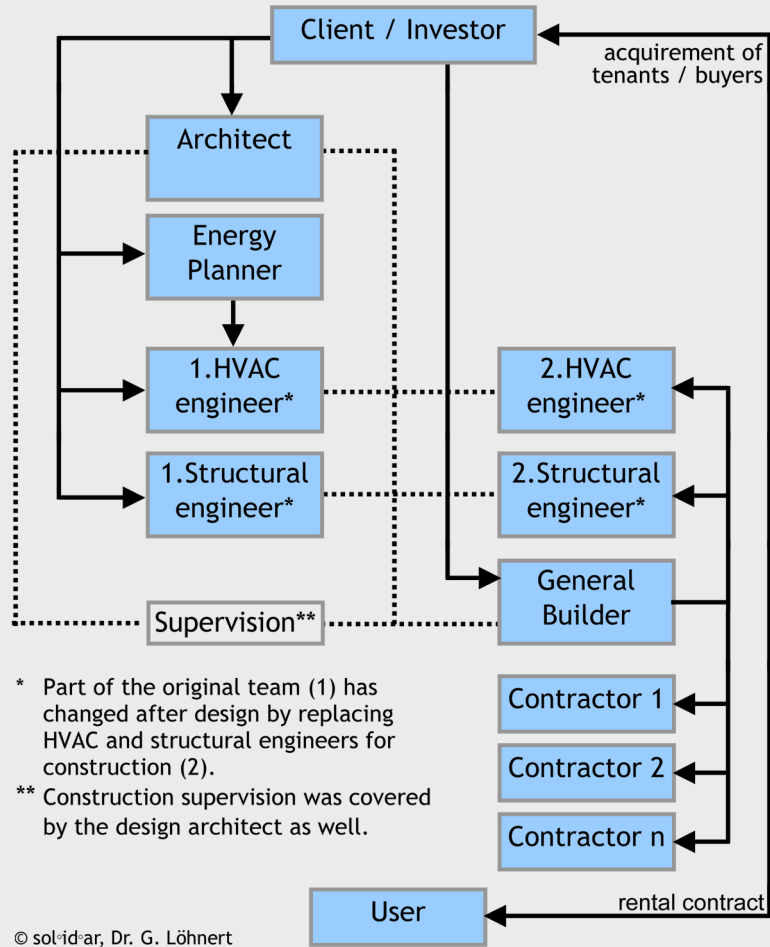 Client / Investor
acquirement of
tenants / buyers
Architect
Energy
Planner
1.HVAC
engineer*
2.HVAC
engineer*
1.Structural
engineer*
2.Structural
engineer*
General
Builder
Supervision**
* Part of the original team (1) has
changed after design by replacing
HVAC and structural engineers for
construction (2).
** Construction supervision was covered
by the design architect as well.
Contractor 1
Contractor 2
Contractor n
User
rental contract
© sol◦id◦ar, Dr. G. Löhnert